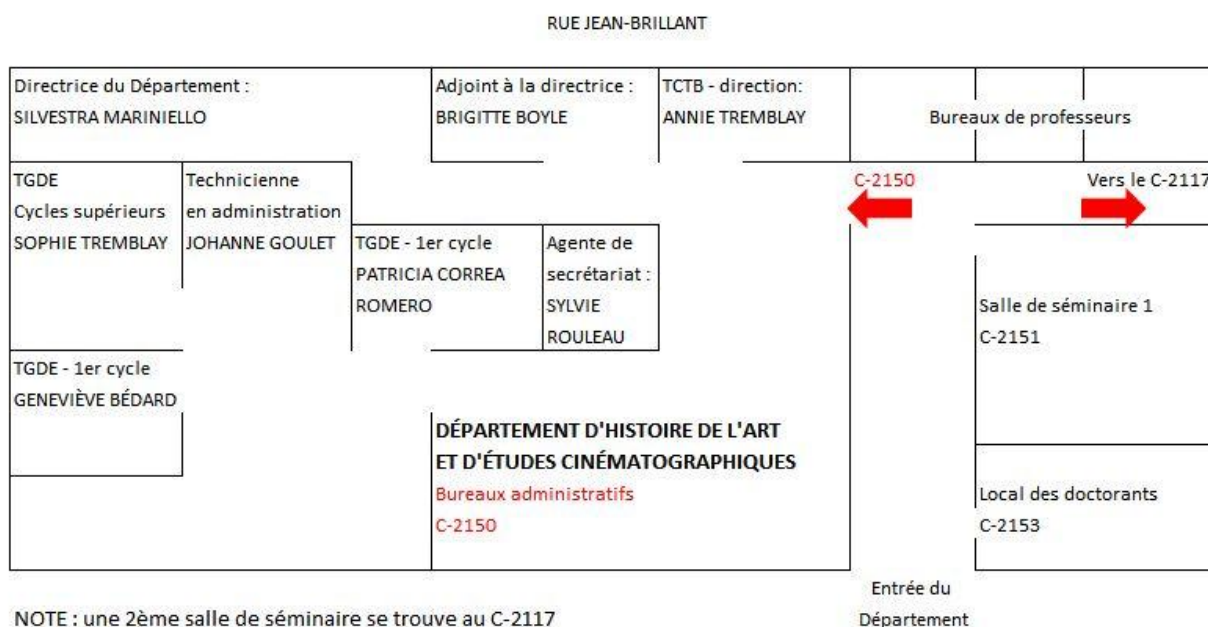 RUE JEAN-BRILLANT
Directrice du Département :
SILVESTRA MARINIELLO
Adjoint à la directrice :
BRIGITTE BOYLE
TCTB - direction:
ANNIE TREMBLAY
Bureaux de professeurs
TGDE
Cycles supérieurs
SOPHIE TREMBLAY
Technicienne
en administration
JOHANNE GOULET
C-2150
Vers le C-2117
TGDE - 1er cycle
PATRICIA CORREA
ROMERO
Agente de
secrétariat :
SYLVIE
ROULEAU
Salle de séminaire 1
C-2151
TGDE - 1er cycle
GENEVIÈVE BÉDARD
DÉPARTEMENT D'HISTOIRE DE L'ART
ET D'ÉTUDES CINÉMATOGRAPHIQUES
Bureaux administratifs
C-2150
Local des doctorants
C-2153
Entrée du
Département
NOTE : une 2ème salle de séminaire se trouve au C-2117